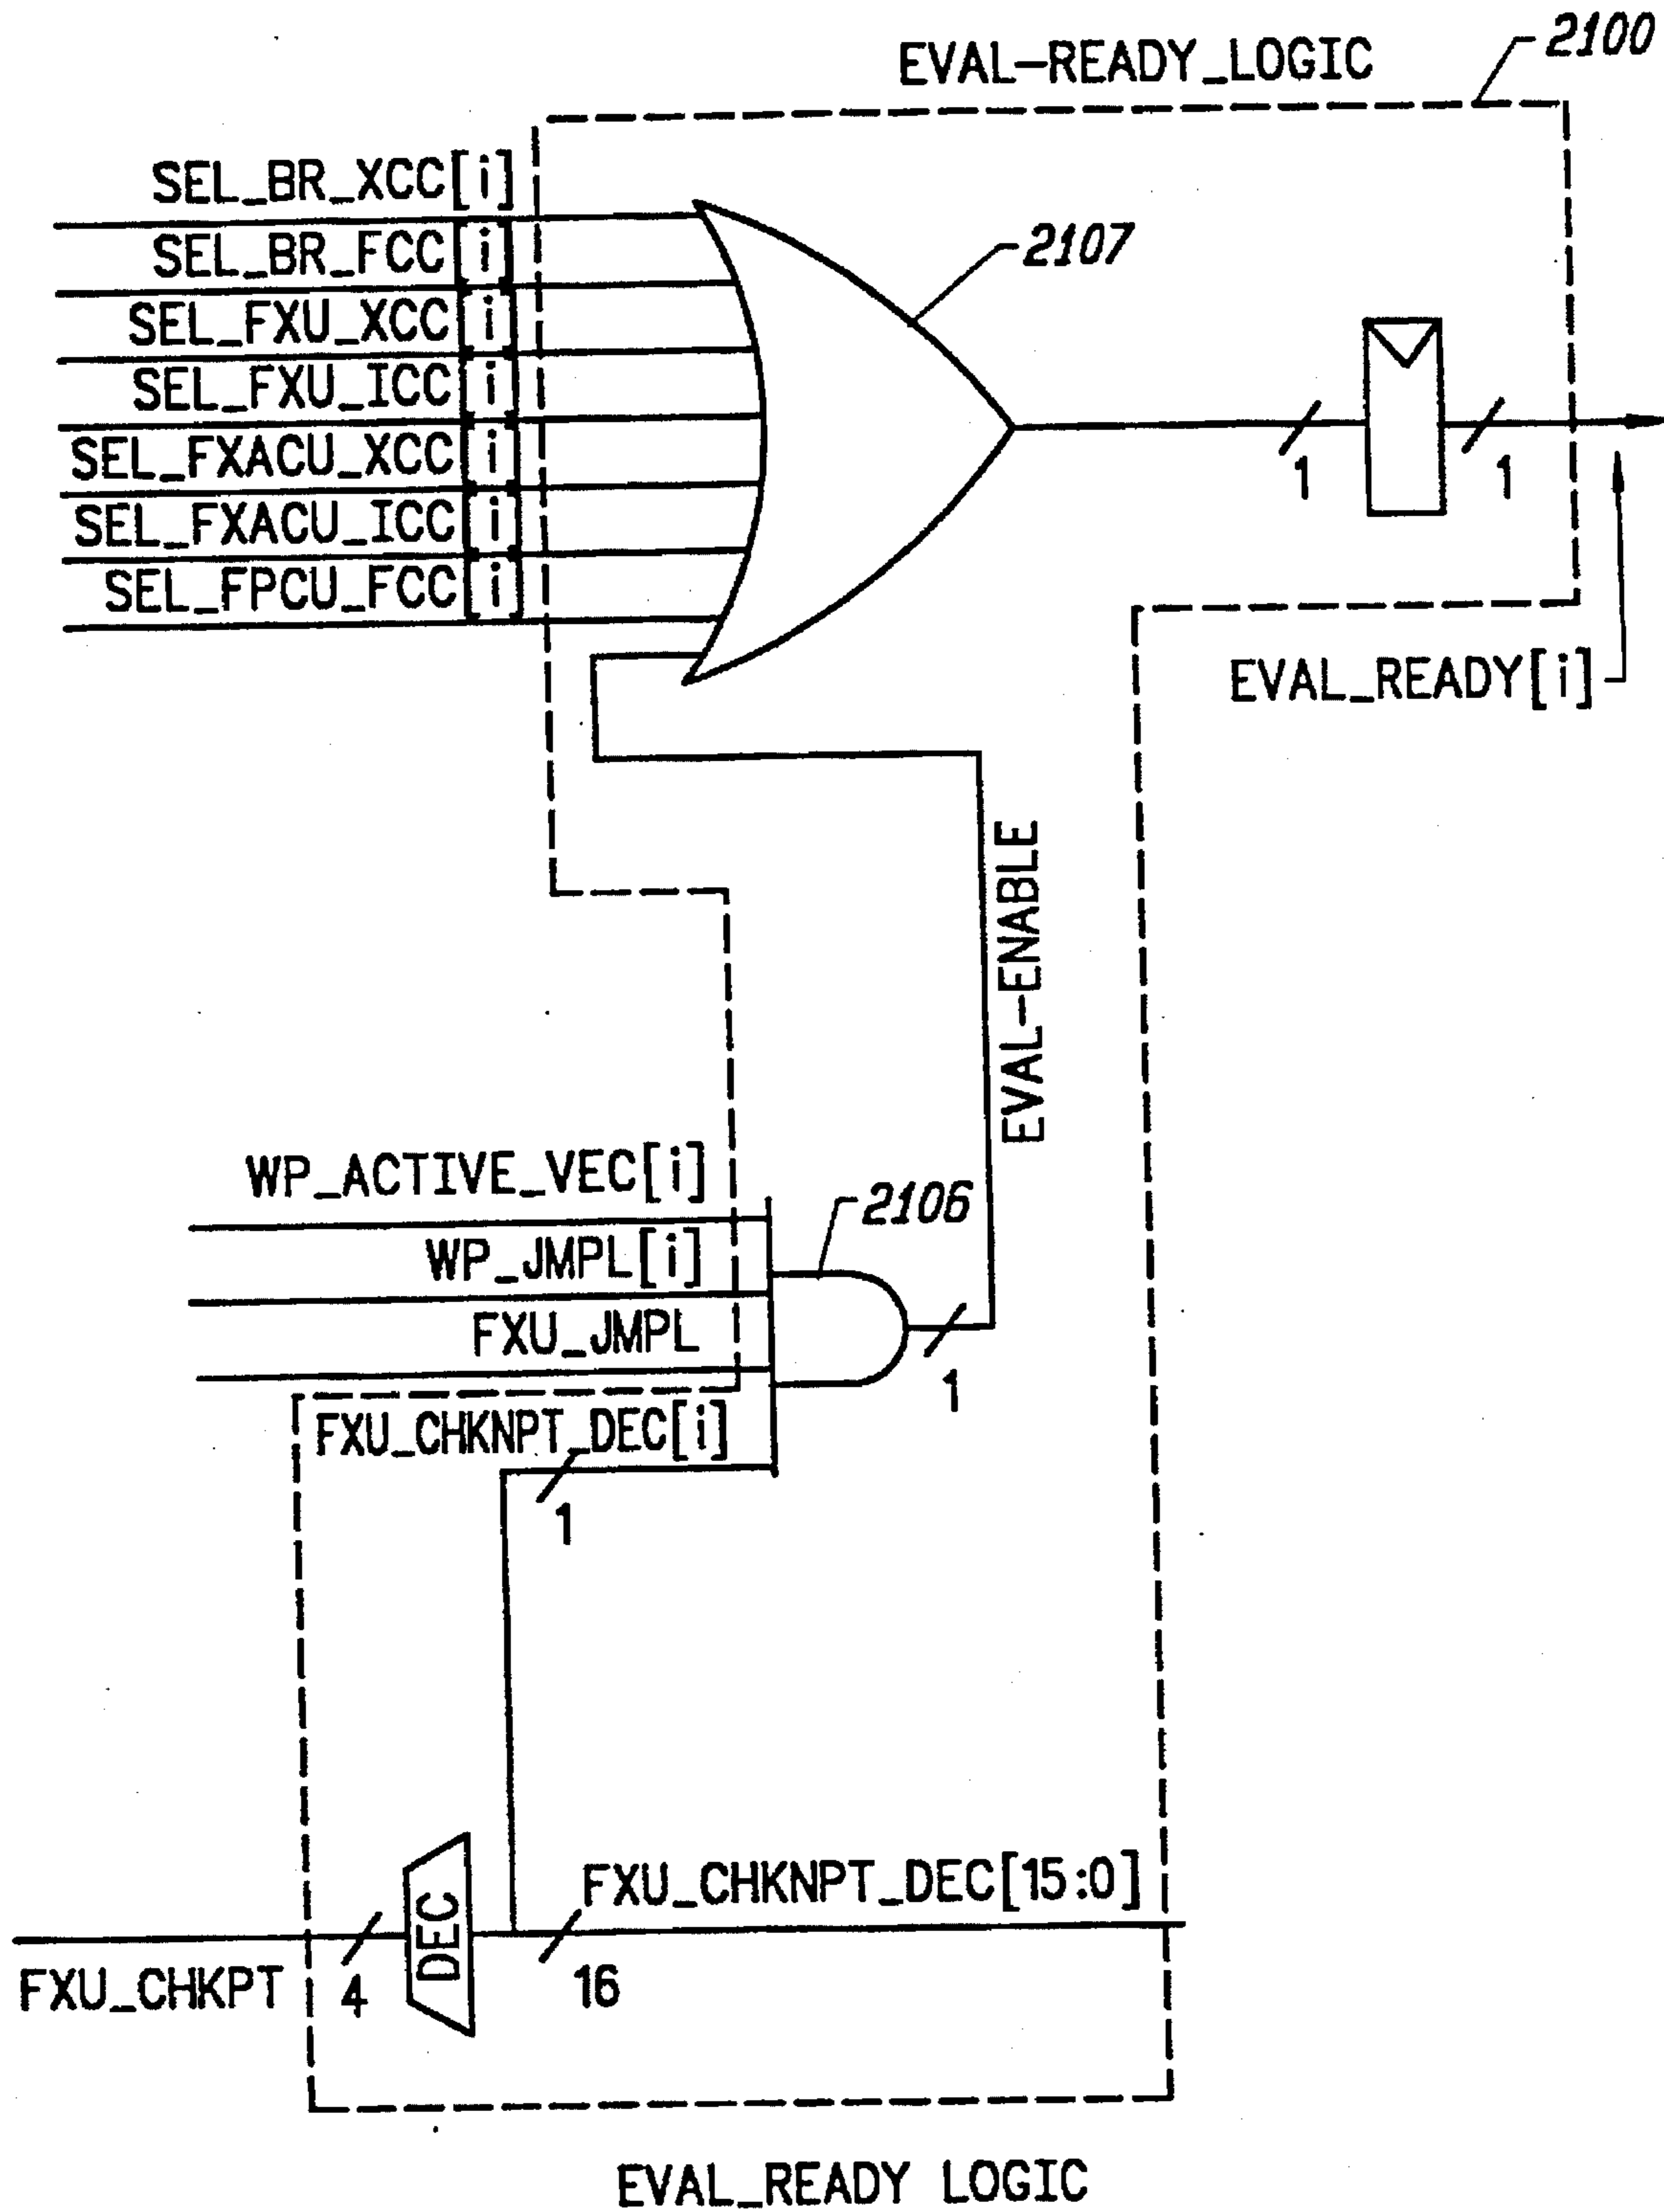 2100
EVAL-READY_LOGIC
SEL_BR_XCC[i]
SEL_BR_FCC[i]
2107
SEL_FXU_XCC[i]
SEL_FXU_ICC[i]
SEL_FXACU_XCC[i]
1
1
SEL_FXACU_ICC[i]
SEL_FPCU_FCC[i]
EVAL_READY[i]
EVAL-ENABLE
WP_ACTIVE_VEC[i]
2106
WP_JMPL[i]
FXU_JMPL
1
FXU_CHKNPT_DEC[i]
1
FXU_CHKNPT_DEC[15:0]
DEC
FXU_CHKPT
4
16
EVAL_READY LOGIC